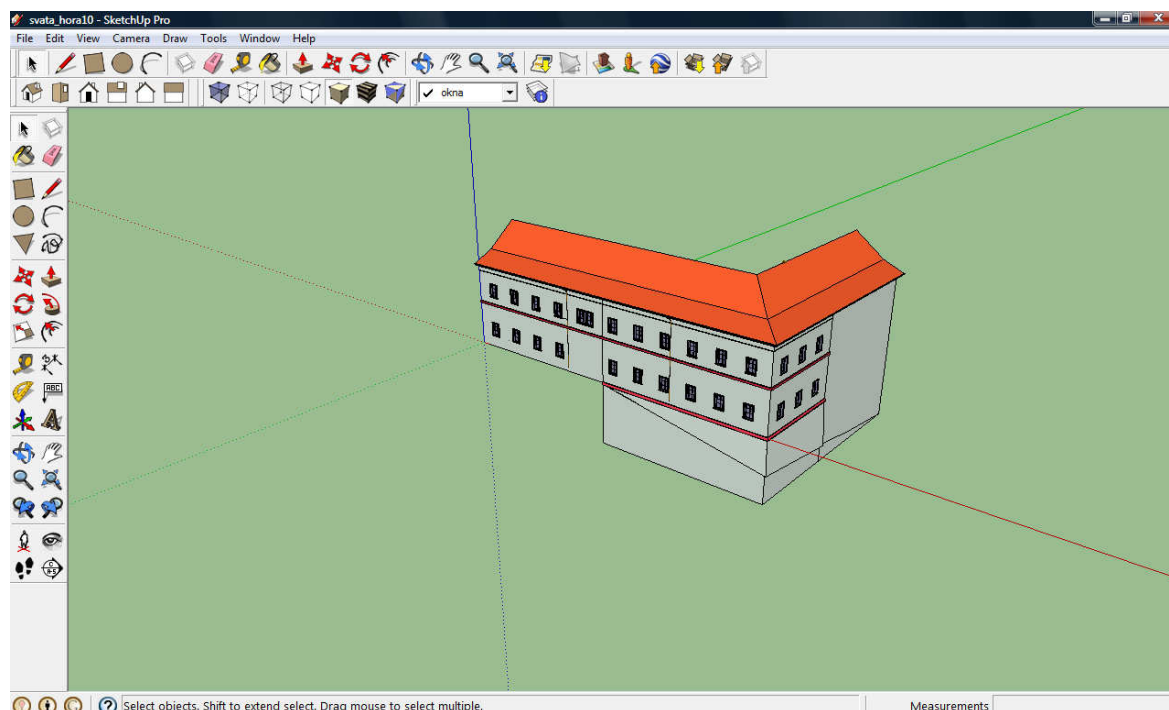 svata_hora10 - SketchUp Pro
File Edit View Camera Draw Tools Window Help
okna
ABC
Select objects. Shift to extend select. Drag mouse to select multiple.
Measurements